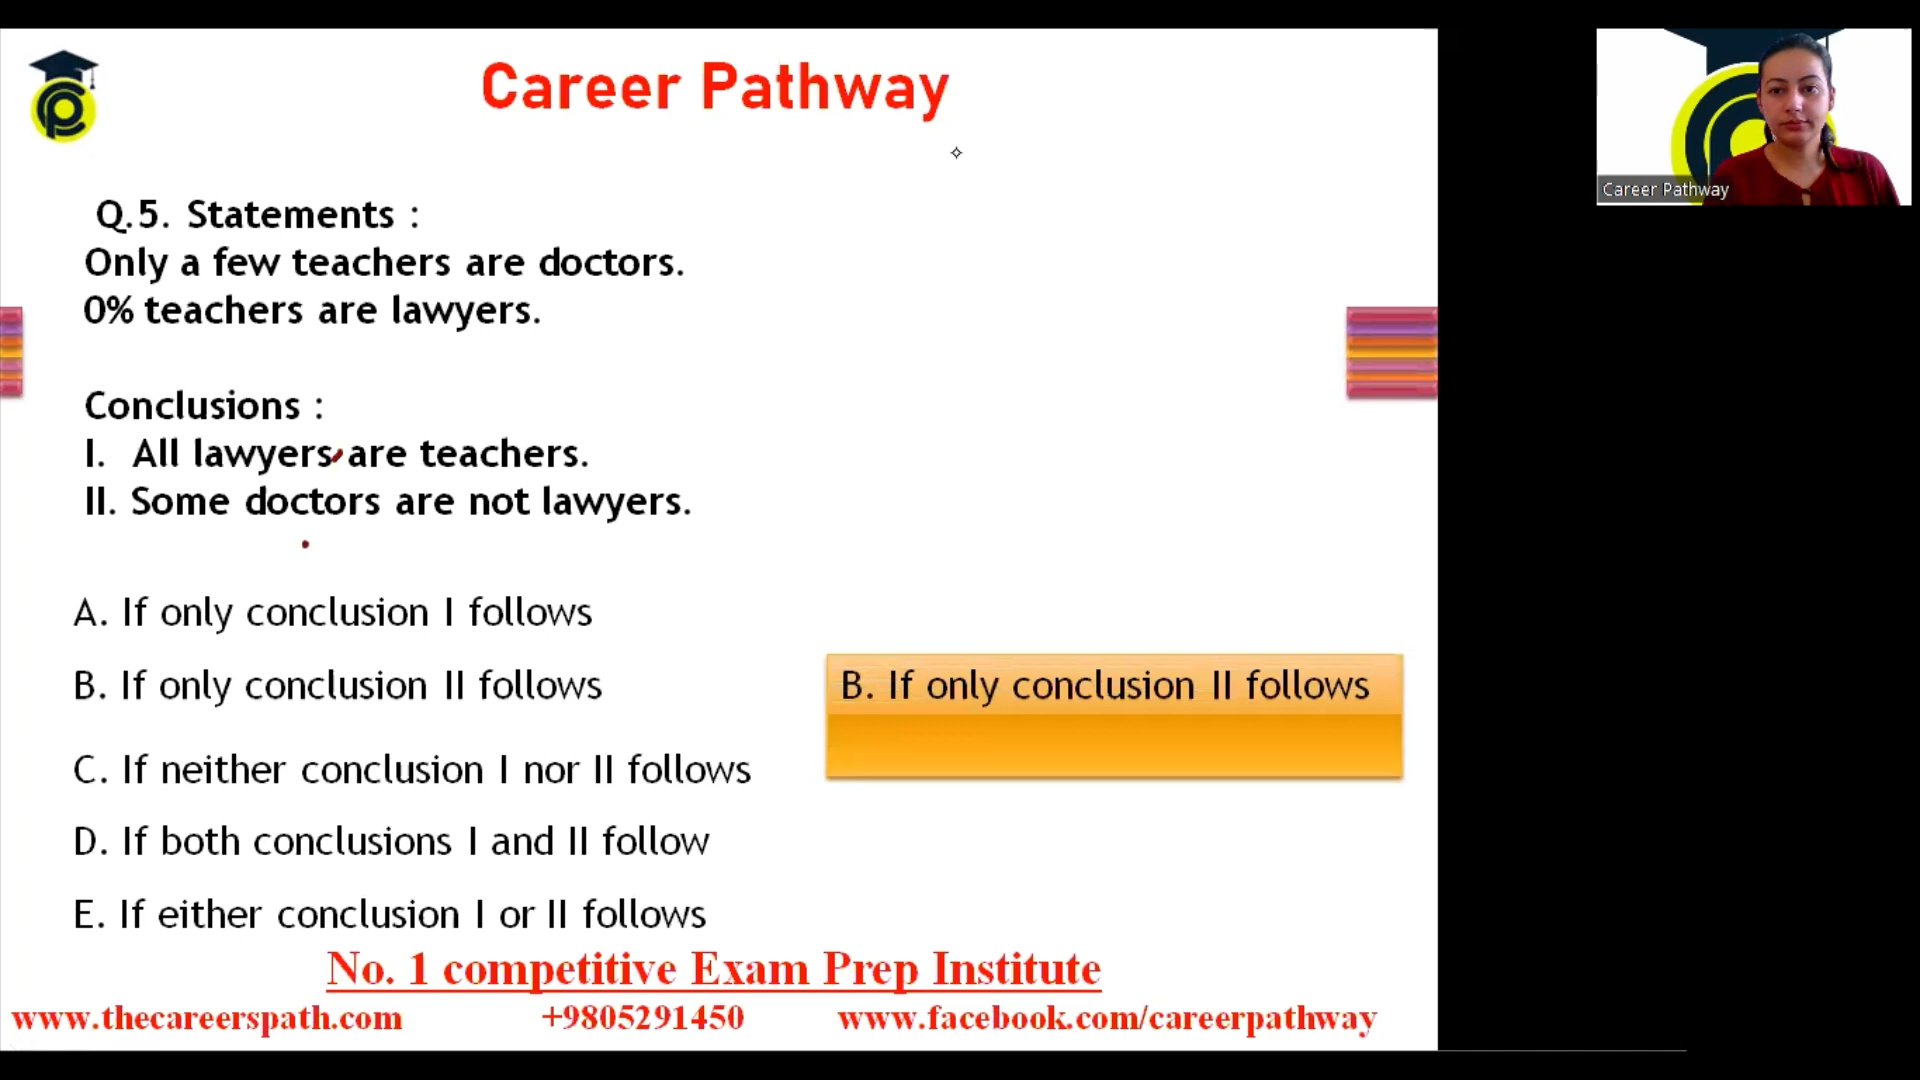 Career Pathway
Career Pathway
Q.5. Statements :
Only a few teachers are doctors.
0% teachers are lawyers.
Conclusions :
I. All lawyers are teachers.
II. Some doctors are not lawyers.
A. If only conclusion I follows
B. If only conclusion II follows
B. If only conclusion II follows
C. If neither conclusion I nor II follows
D. If both conclusions I and II follow
E. If either conclusion I or II follows
No. 1 competitive Exam Prep Institute
www.thecareerspath.com +9805291450 www.facebook.com/careerpathway